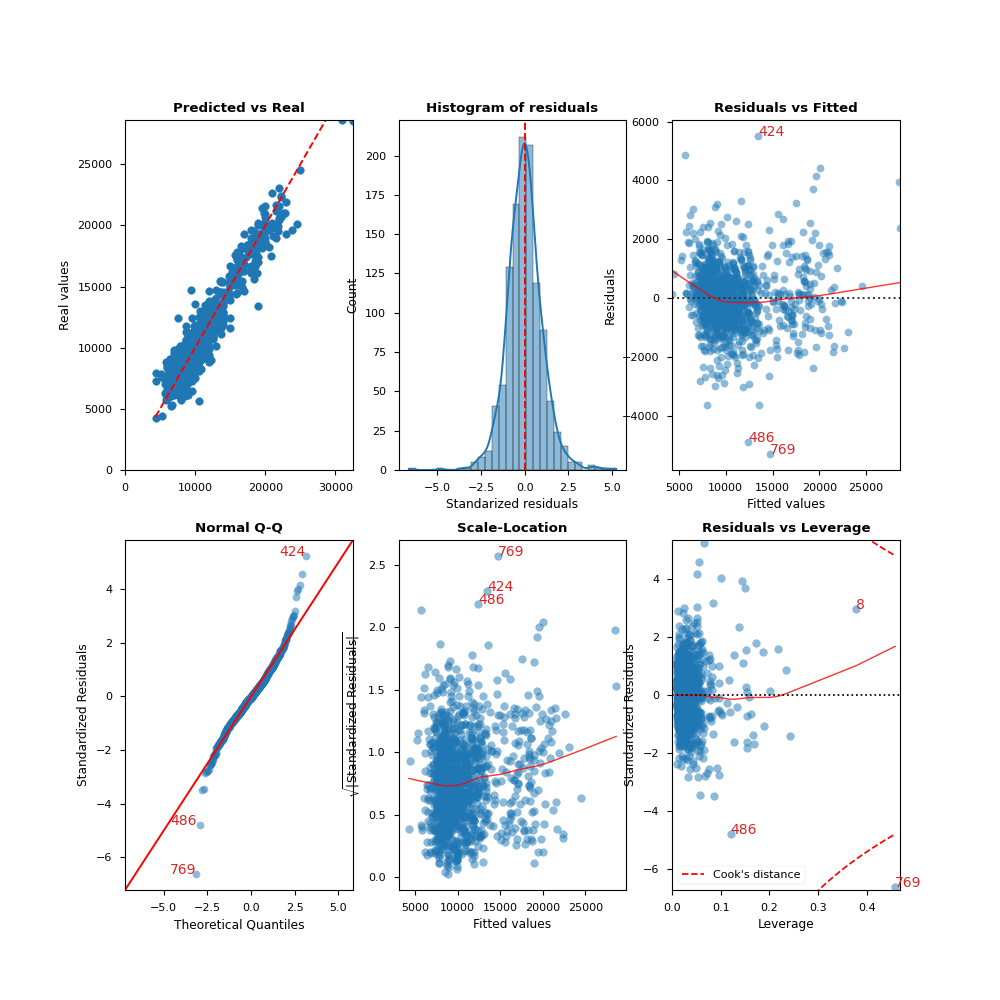 Predicted vs Real
Real values
25000
20000
15000
10000
5000
0
0 10000 20000 30000
Histogram of residuals
Count
200
175
150
125
100
75
50
25
0
−5.0 −2.5 0.0 2.5 5.0
Standarized residuals
Residuals vs Fitted
Residuals
6000
4000
2000
0
−2000
−4000
424
486
769
5000 10000 15000 20000 25000
Fitted values
Normal Q-Q
Standardized Residuals
4
2
0
−2
−4
−6
424
486
769
−5.0 −2.5 0.0 2.5 5.0
Theoretical Quantiles
Scale-Location
√|Standardized Residuals|
2.5
2.0
1.5
1.0
0.5
0.0
769
424
486
5000 10000 15000 20000 25000
Fitted values
Residuals vs Leverage
Standardized Residuals
4
2
0
−2
−4
−6
8
486
769
Cook's distance
0.0 0.1 0.2 0.3 0.4
Leverage